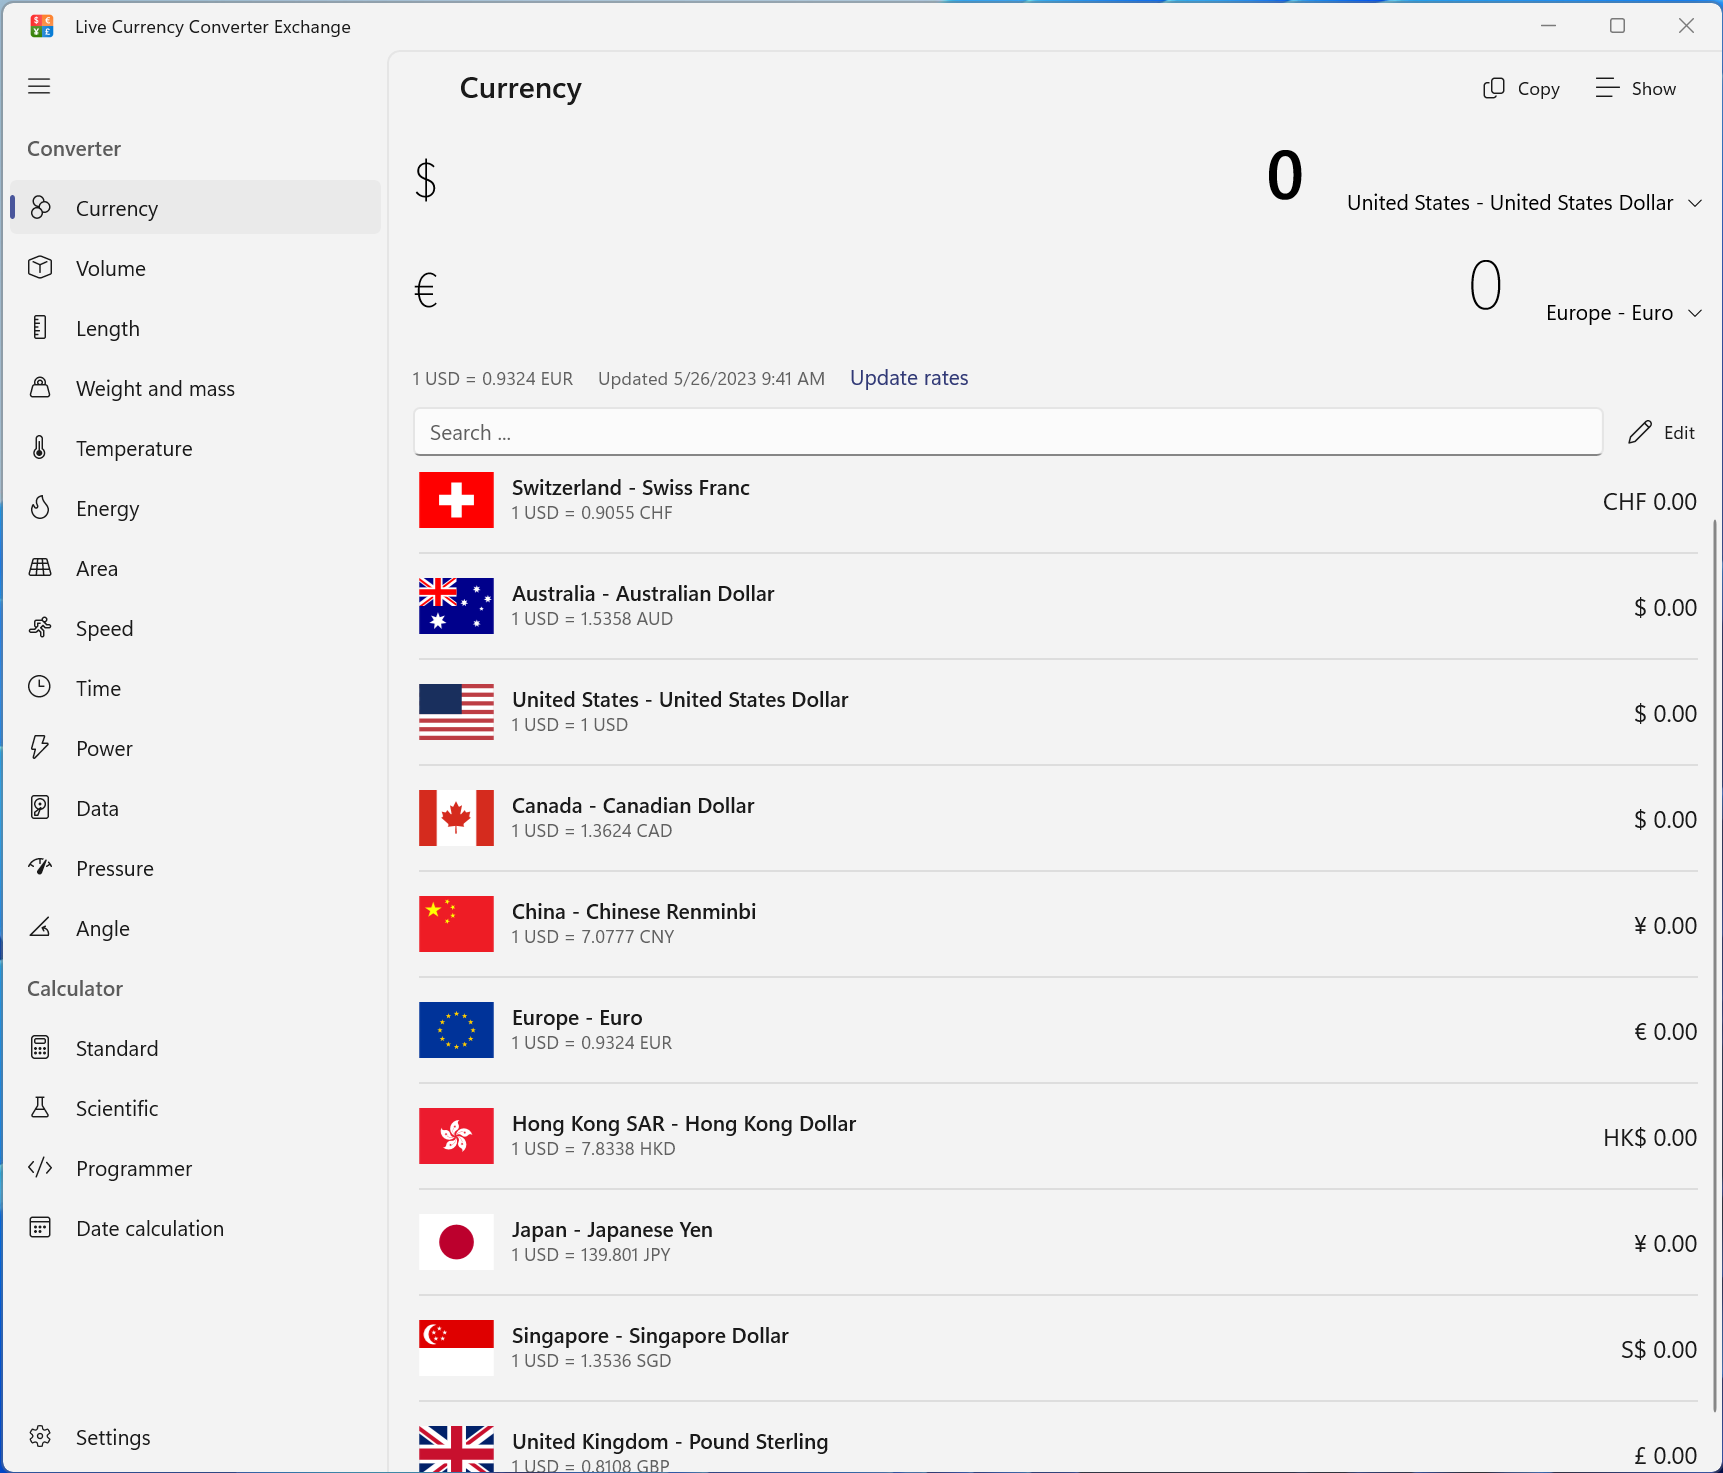 Live Currency Converter Exchange
Converter
Currency
Volume
Length
Weight and mass
Temperature
Energy
Area
Speed
Time
Power
Data
Pressure
Angle
Calculator
Standard
Scientific
Programmer
Date calculation
Settings
Currency
Copy
Show
$
0
United States - United States Dollar
€
0
Europe - Euro
1 USD = 0.9324 EUR Updated 5/26/2023 9:41 AM Update rates
Search ...
Edit
Switzerland - Swiss Franc
1 USD = 0.9055 CHF
CHF 0.00
Australia - Australian Dollar
1 USD = 1.5358 AUD
$ 0.00
United States - United States Dollar
1 USD = 1 USD
$ 0.00
Canada - Canadian Dollar
1 USD = 1.3624 CAD
$ 0.00
China - Chinese Renminbi
1 USD = 7.0777 CNY
¥ 0.00
Europe - Euro
1 USD = 0.9324 EUR
€ 0.00
Hong Kong SAR - Hong Kong Dollar
1 USD = 7.8338 HKD
HK$ 0.00
Japan - Japanese Yen
1 USD = 139.801 JPY
¥ 0.00
Singapore - Singapore Dollar
1 USD = 1.3536 SGD
S$ 0.00
United Kingdom - Pound Sterling
1 USD = 0.8108 GBP
£ 0.00